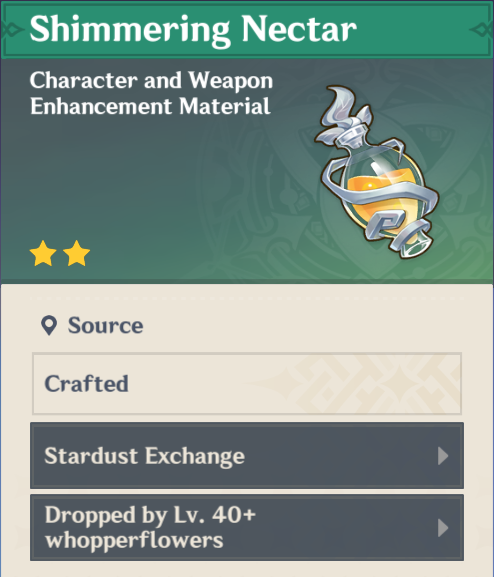 Shimmering Nectar
Character and Weapon
Enhancement Material
Source
Crafted
Stardust Exchange
Dropped by Lv. 40+
whopperflowers